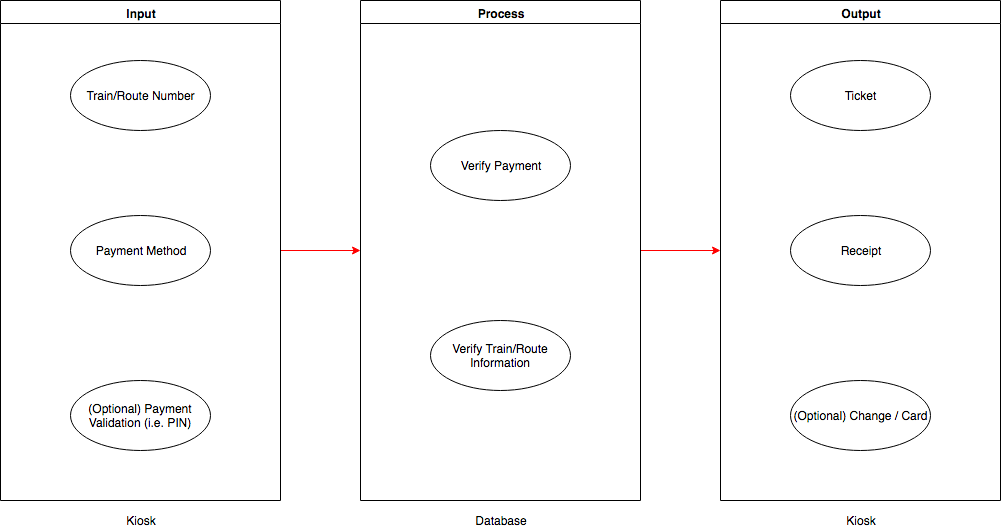 Input
Train/Route Number
Payment Method
(Optional) Payment
Validation (i.e. PIN)
Kiosk
Process
Verify Payment
Verify Train/Route
Information
Database
Output
Ticket
Receipt
(Optional) Change / Card
Kiosk